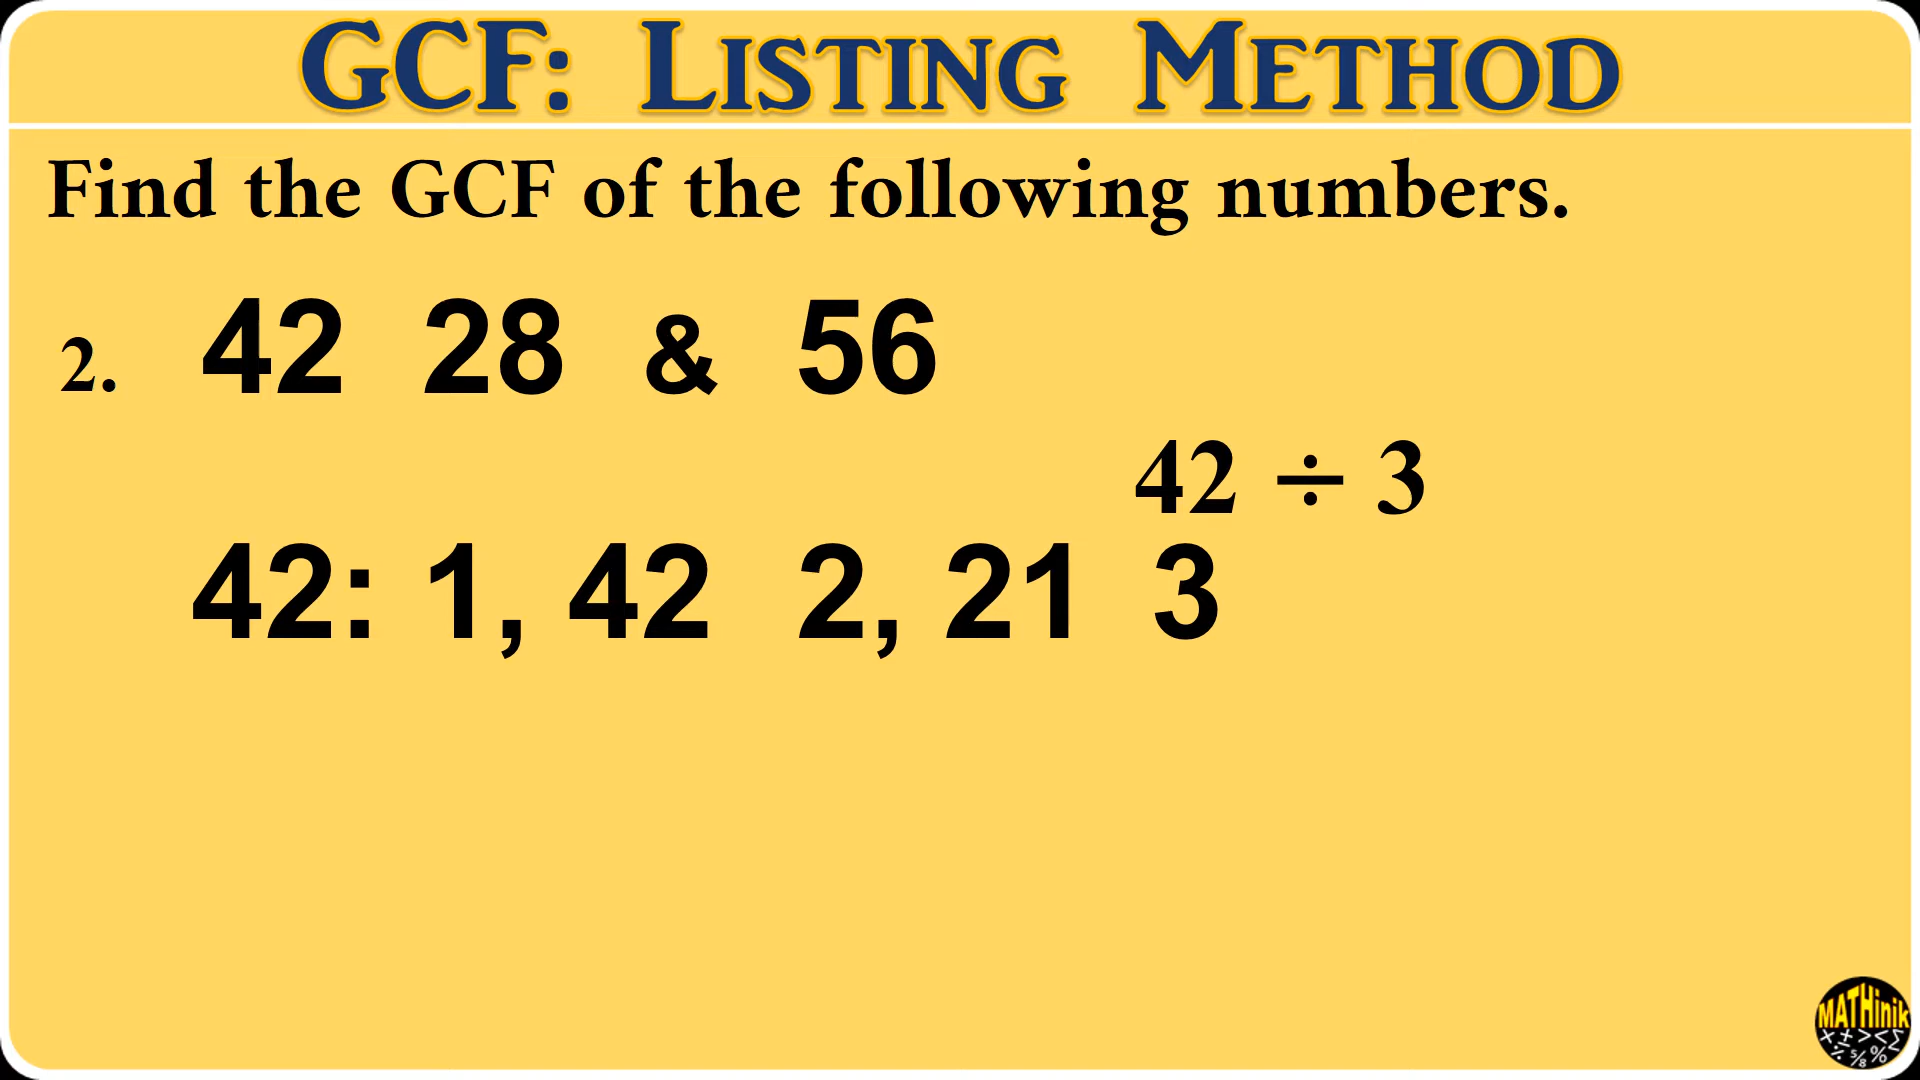 GCF: LISTING METHOD
Find the GCF of the following numbers.
2. 42 28 & 56
42 ÷ 3
42: 1, 42 2, 21 3
MATHinik